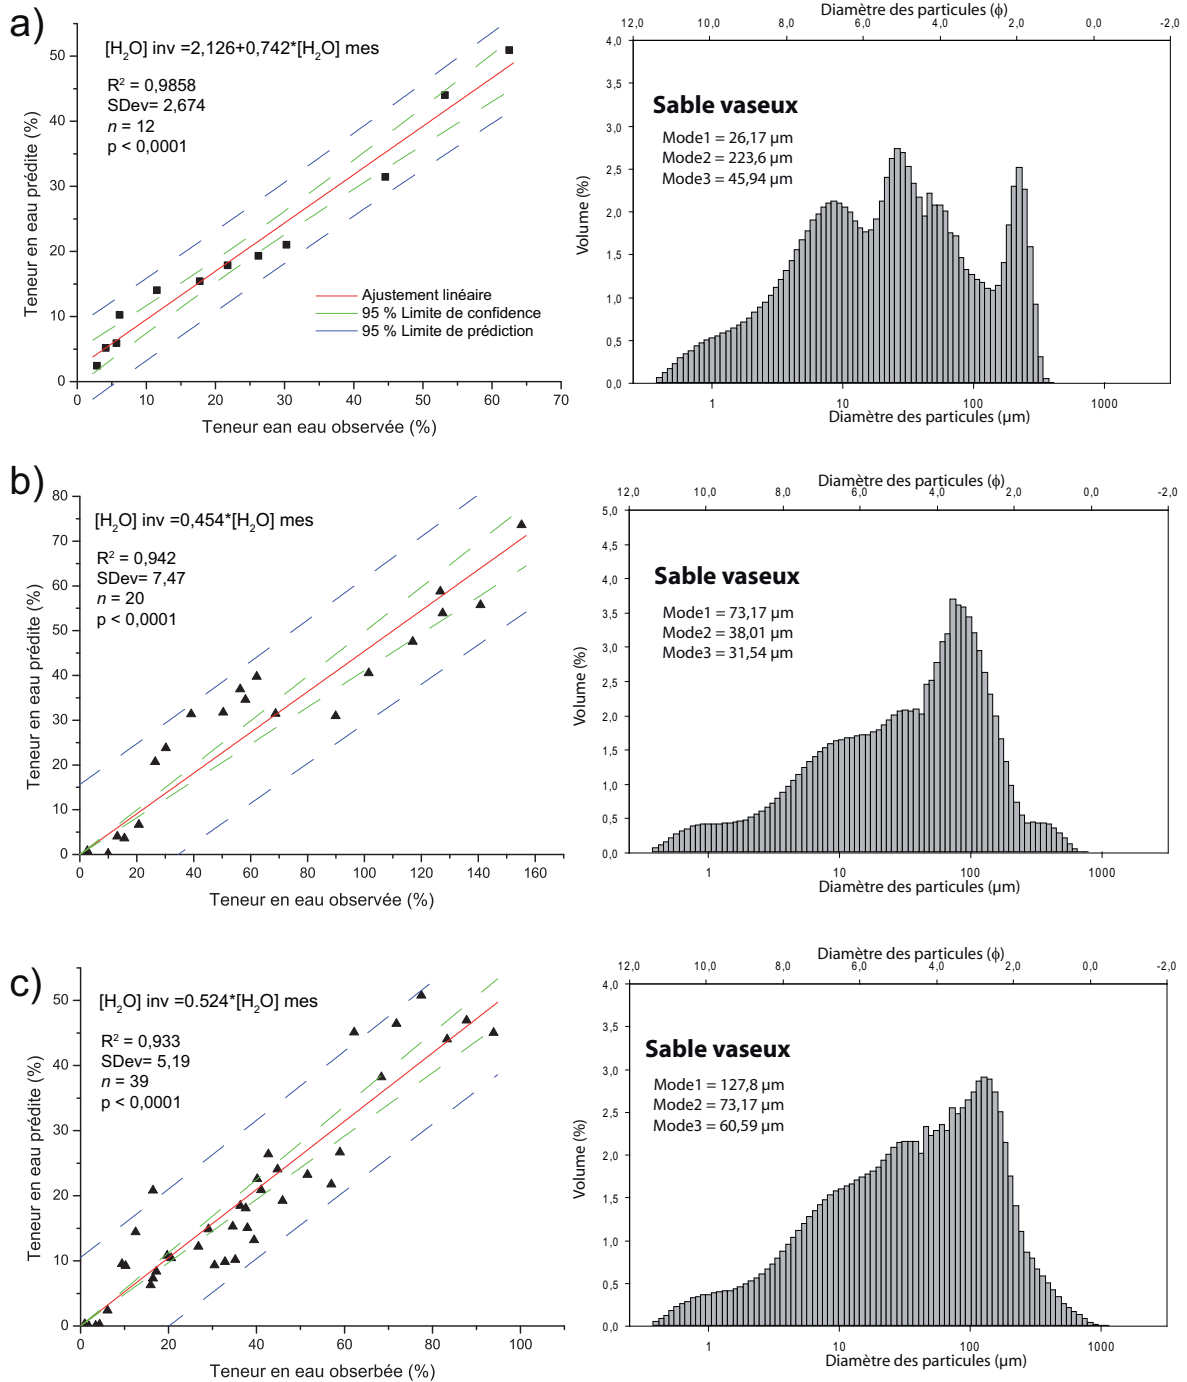 a)
[H2O] inv =2,126+0,742*[H2O] mes
R2 = 0,9858
SDev= 2,674
n = 12
p < 0,0001
Teneur en eau prédite (%)
50
40
30
20
10
0
Ajustement linéaire
95 % Limite de confidence
95 % Limite de prédiction
0 10 20 30 40 50 60 70
Teneur ean eau observée (%)
Diamètre des particules (ϕ)
12,0 10,0 8,0 6,0 4,0 2,0 0,0 -2,0
Sable vaseux
Mode1 = 26,17 µm
Mode2 = 223,6 µm
Mode3 = 45,94 µm
Volume (%)
4,0
3,5
3,0
2,5
2,0
1,5
1,0
0,5
0,0
1 10 100 1000
Diamètre des particules (µm)
b)
[H2O] inv =0,454*[H2O] mes
R2 = 0,942
SDev= 7,47
n = 20
p < 0,0001
Teneur en eau prédite (%)
80
70
60
50
40
30
20
10
0
0 20 40 60 80 100 120 140 160
Teneur en eau observée (%)
Diamètre des particules (ϕ)
12,0 10,0 8,0 6,0 4,0 2,0 0,0 -2,0
Sable vaseux
Mode1 = 73,17 µm
Mode2 = 38,01 µm
Mode3 = 31,54 µm
Volume (%)
5,0
4,5
4,0
3,5
3,0
2,5
2,0
1,5
1,0
0,5
0,0
1 10 100 1000
Diamètre des particules (µm)
c)
[H2O] inv =0.524*[H2O] mes
R2 = 0,933
SDev= 5,19
n = 39
p < 0,0001
Teneur en eau prédite (%)
50
40
30
20
10
0
0 20 40 60 80 100
Teneur en eau obserbée (%)
Diamètre des particules (ϕ)
12,0 10,0 8,0 6,0 4,0 2,0 0,0 -2,0
Sable vaseux
Mode1 = 127,8 µm
Mode2 = 73,17 µm
Mode3 = 60,59 µm
Volume (%)
4,0
3,5
3,0
2,5
2,0
1,5
1,0
0,5
0,0
1 10 100 1000
Diamètre des particules (µm)